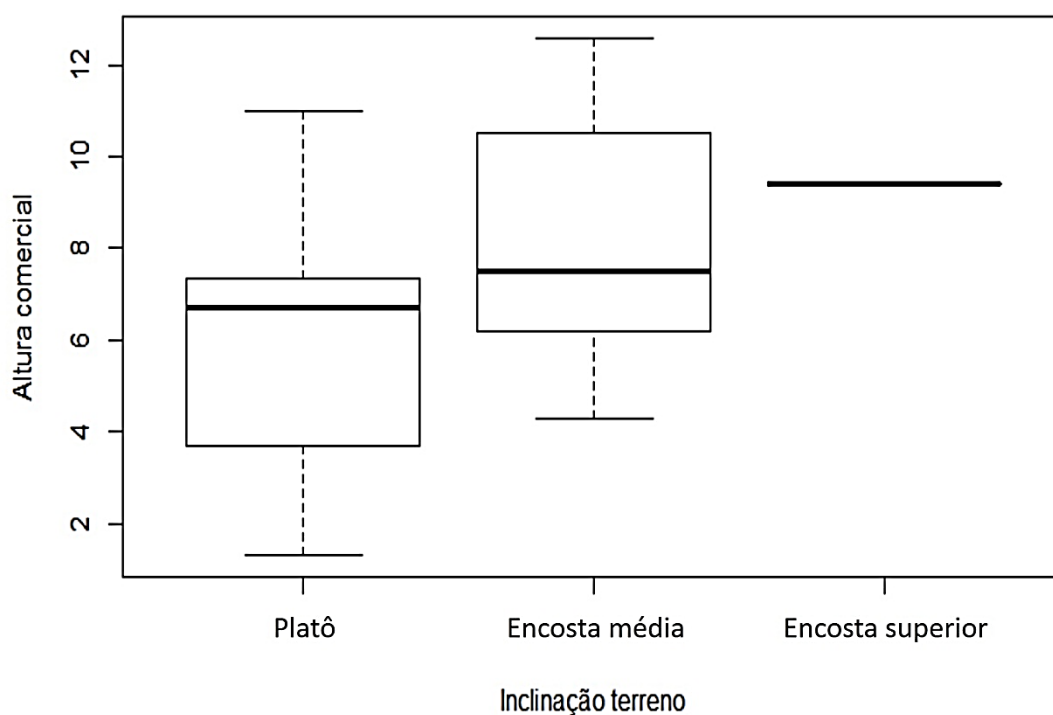 Altura comercial
12
10
8
6
4
2
Platô
Encosta média
Encosta superior
Inclinação terreno